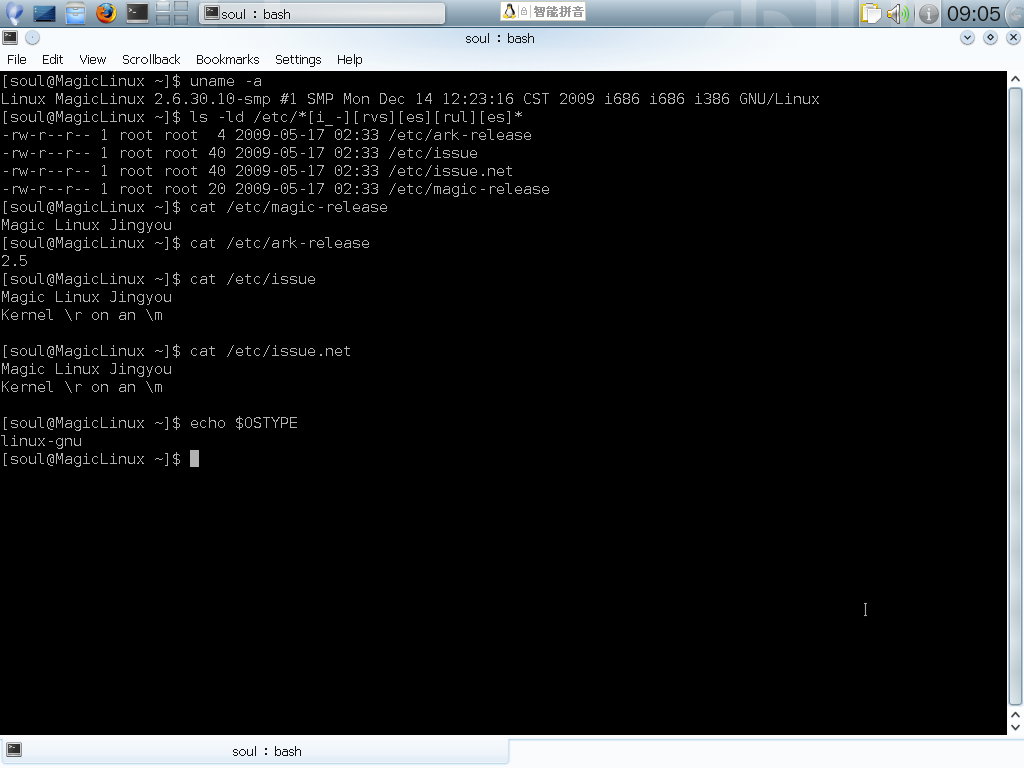 soul : bash
智能拼音
09:05
soul : bash
File Edit View Scrollback Bookmarks Settings Help
[soul@MagicLinux ~]$ uname -a
Linux MagicLinux 2.6.30.10-smp #1 SMP Mon Dec 14 12:23:16 CST 2009 i686 i686 i386 GNU/Linux
[soul@MagicLinux ~]$ ls -ld /etc/*[i_-][rvs][es][rul][es]*
-rw-r--r-- 1 root root  4 2009-05-17 02:33 /etc/ark-release
-rw-r--r-- 1 root root 40 2009-05-17 02:33 /etc/issue
-rw-r--r-- 1 root root 40 2009-05-17 02:33 /etc/issue.net
-rw-r--r-- 1 root root 20 2009-05-17 02:33 /etc/magic-release
[soul@MagicLinux ~]$ cat /etc/magic-release
Magic Linux Jingyou
[soul@MagicLinux ~]$ cat /etc/ark-release
2.5
[soul@MagicLinux ~]$ cat /etc/issue
Magic Linux Jingyou
Kernel \r on an \m
[soul@MagicLinux ~]$ cat /etc/issue.net
Magic Linux Jingyou
Kernel \r on an \m
[soul@MagicLinux ~]$ echo $OSTYPE
linux-gnu
[soul@MagicLinux ~]$
soul : bash